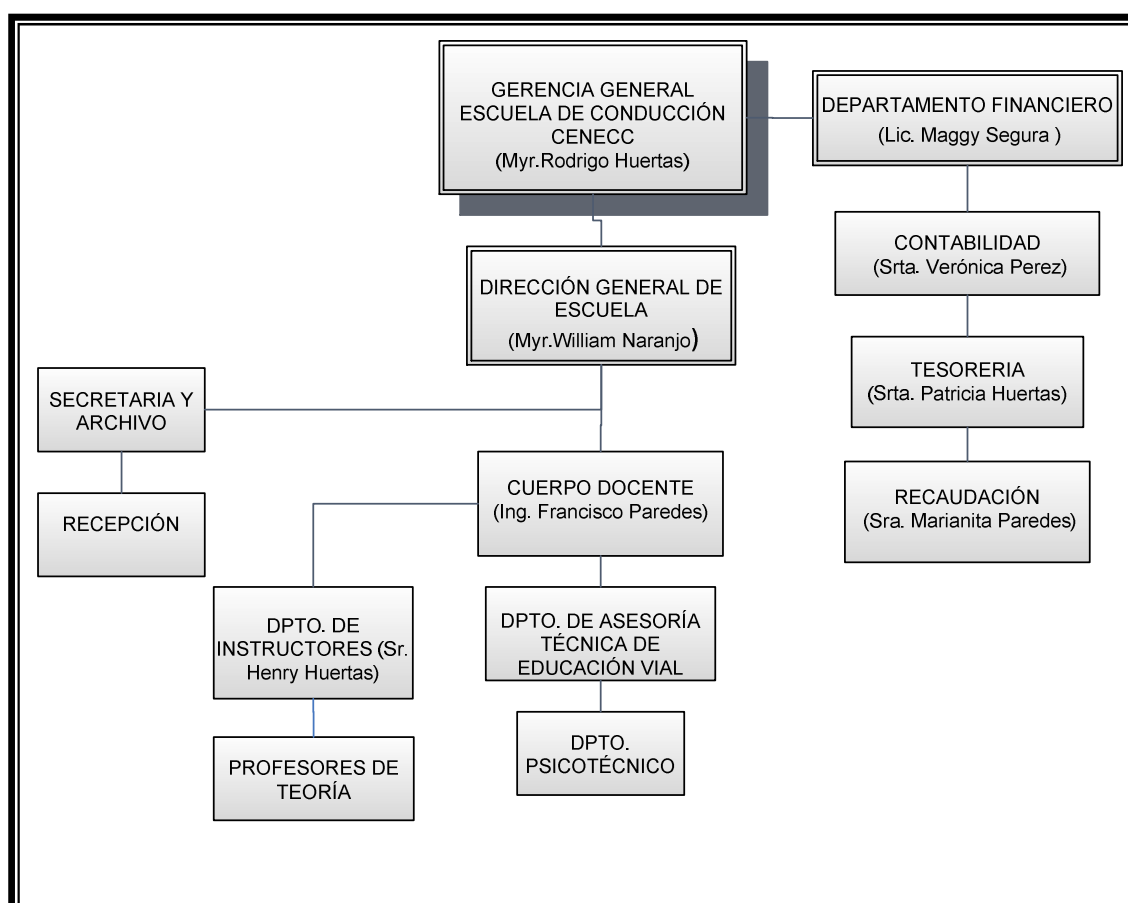 GERENCIA GENERAL
ESCUELA DE CONDUCCIÓN
CENECC
(Myr.Rodrigo Huertas)
DEPARTAMENTO FINANCIERO
(Lic. Maggy Segura )
CONTABILIDAD
(Srta. Verónica Perez)
DIRECCIÓN GENERAL DE
ESCUELA
(Myr.William Naranjo)
TESORERIA
(Srta. Patricia Huertas)
SECRETARIA Y
ARCHIVO
CUERPO DOCENTE
(Ing. Francisco Paredes)
RECAUDACIÓN
(Sra. Marianita Paredes)
RECEPCIÓN
DPTO. DE
INSTRUCTORES (Sr.
Henry Huertas)
DPTO. DE ASESORÍA
TÉCNICA DE
EDUCACIÓN VIAL
PROFESORES DE
TEORÍA
DPTO.
PSICOTÉCNICO